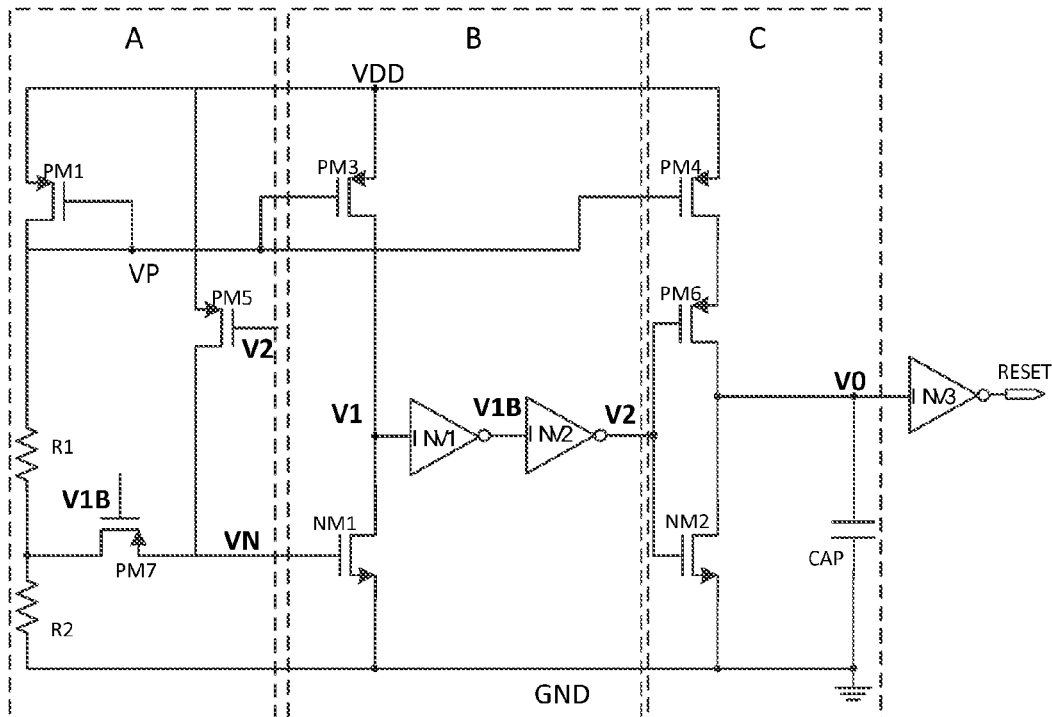 A
B
C
VDD
PM1
PM3
PM4
VP
PM5
PM6
V2
V0
RESET
V1
V1B
V2
INV1
INV2
INV3
R1
V1B
VN
NM1
NM2
CAP
PM7
R2
GND